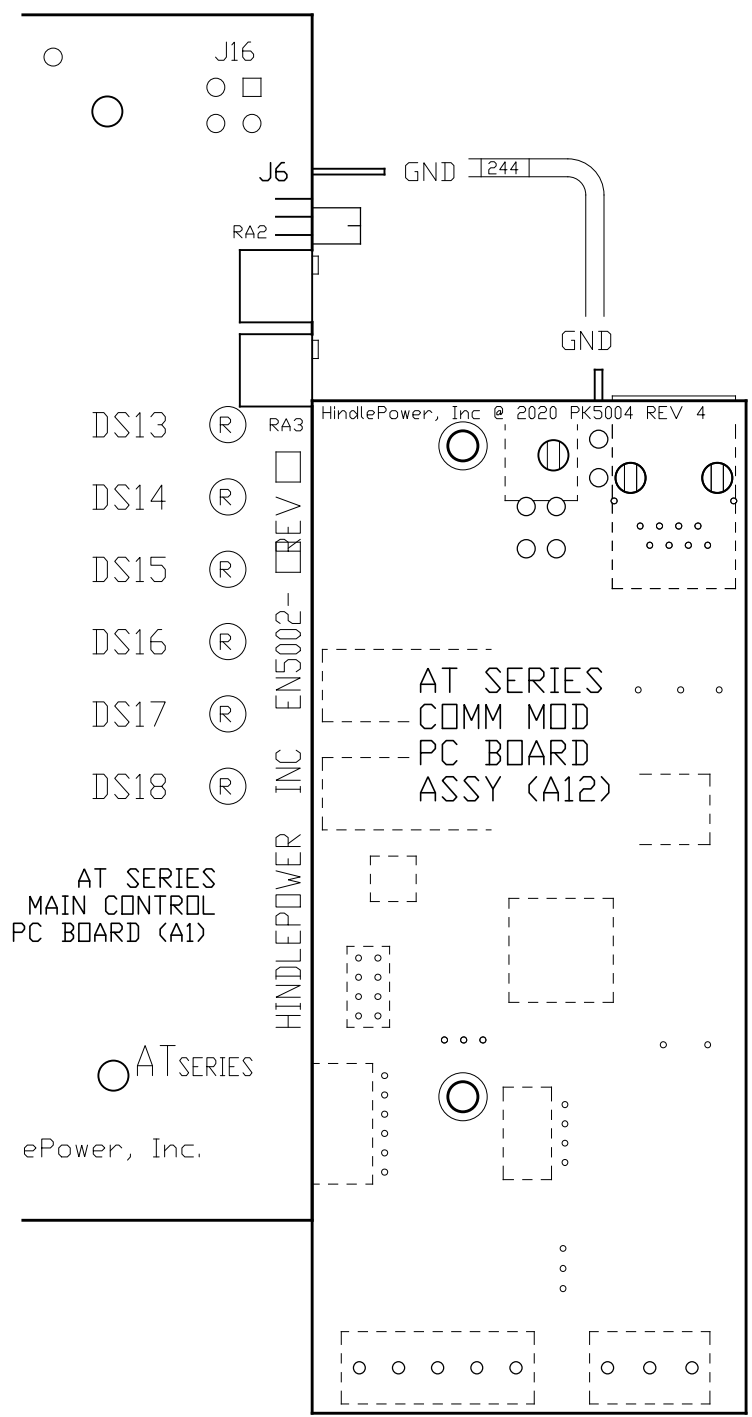 J16
J6
GND
244
RA2
GND
HindlePower, Inc @ 2020 PK5004 REV 4
DS13
R
RA3
DS14
R
DS15
R
DS16
R
DS17
R
DS18
R
HINDLEPOWER INC EN5002- REV
AT SERIES
COMM MOD
PC BOARD
ASSY (A12)
AT SERIES
MAIN CONTROL
PC BOARD (A1)
AT SERIES
ePower, Inc.